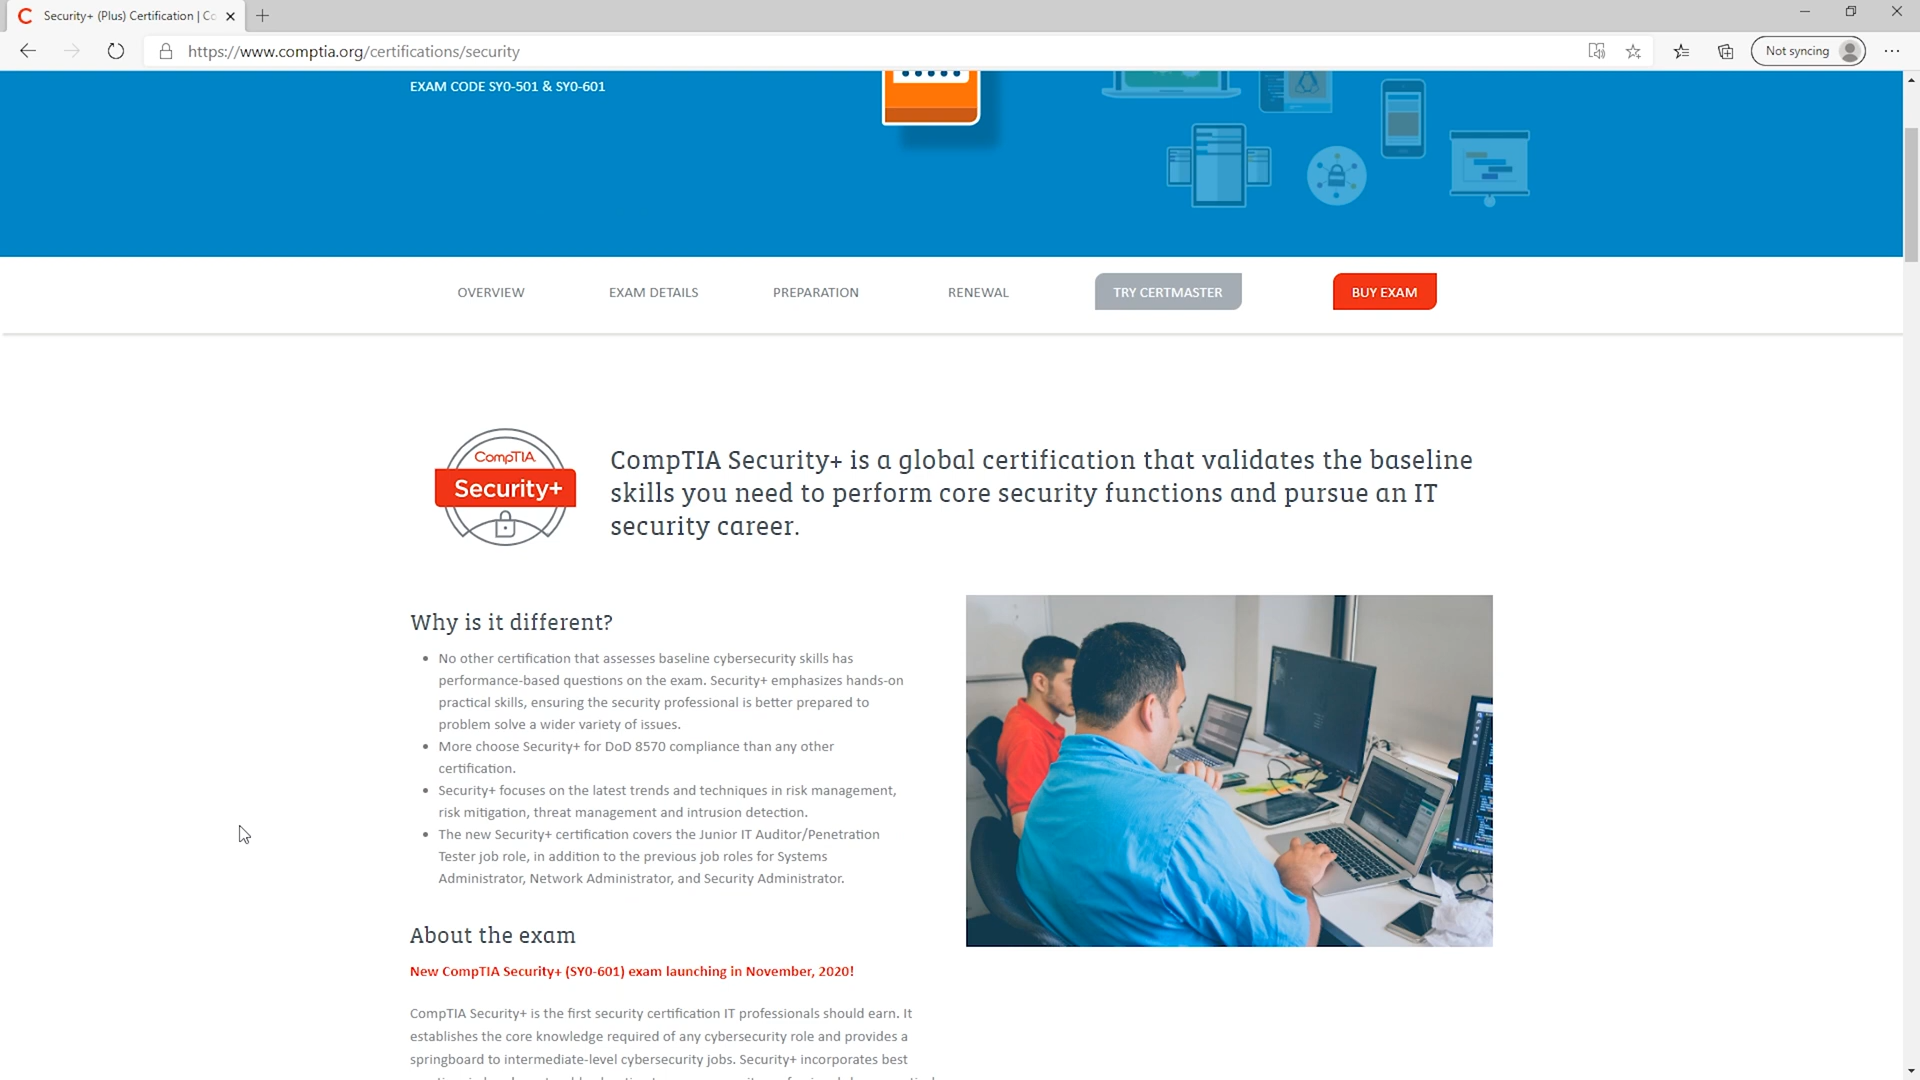 Security+ (Plus) Certification | Co
https://www.comptia.org/certifications/security
Not syncing
EXAM CODE SY0-501 & SY0-601
OVERVIEW
EXAM DETAILS
PREPARATION
RENEWAL
TRY CERTMASTER
BUY EXAM
CompTIA.
Security+
CompTIA Security+ is a global certification that validates the baseline
skills you need to perform core security functions and pursue an IT
security career.
Why is it different?
No other certification that assesses baseline cybersecurity skills has
performance-based questions on the exam. Security+ emphasizes hands-on
practical skills, ensuring the security professional is better prepared to
problem solve a wider variety of issues.
More choose Security+ for DoD 8570 compliance than any other
certification.
Security+ focuses on the latest trends and techniques in risk management,
risk mitigation, threat management and intrusion detection.
The new Security+ certification covers the Junior IT Auditor/Penetration
Tester job role, in addition to the previous job roles for Systems
Administrator, Network Administrator, and Security Administrator.
About the exam
New CompTIA Security+ (SY0-601) exam launching in November, 2020!
CompTIA Security+ is the first security certification IT professionals should earn. It
establishes the core knowledge required of any cybersecurity role and provides a
springboard to intermediate-level cybersecurity jobs. Security+ incorporates best